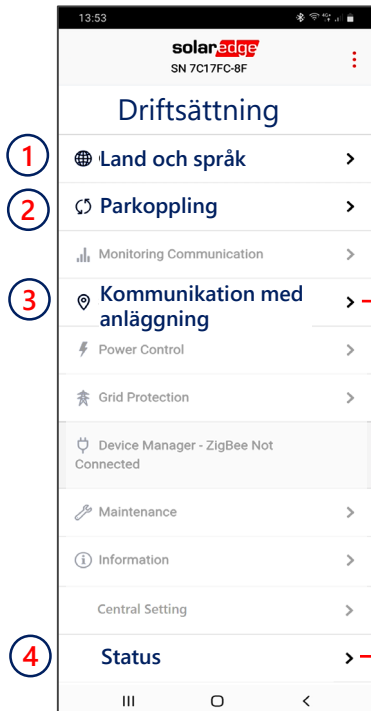 13:53
solaredge
SN 7C17FC-8F
Driftsättning
1 Land och språk
2 Parkoppling
Monitoring Communication
3 Kommunikation med
anläggning
Power Control
Grid Protection
Device Manager - ZigBee Not
Connected
Maintenance
Information
Central Setting
4 Status